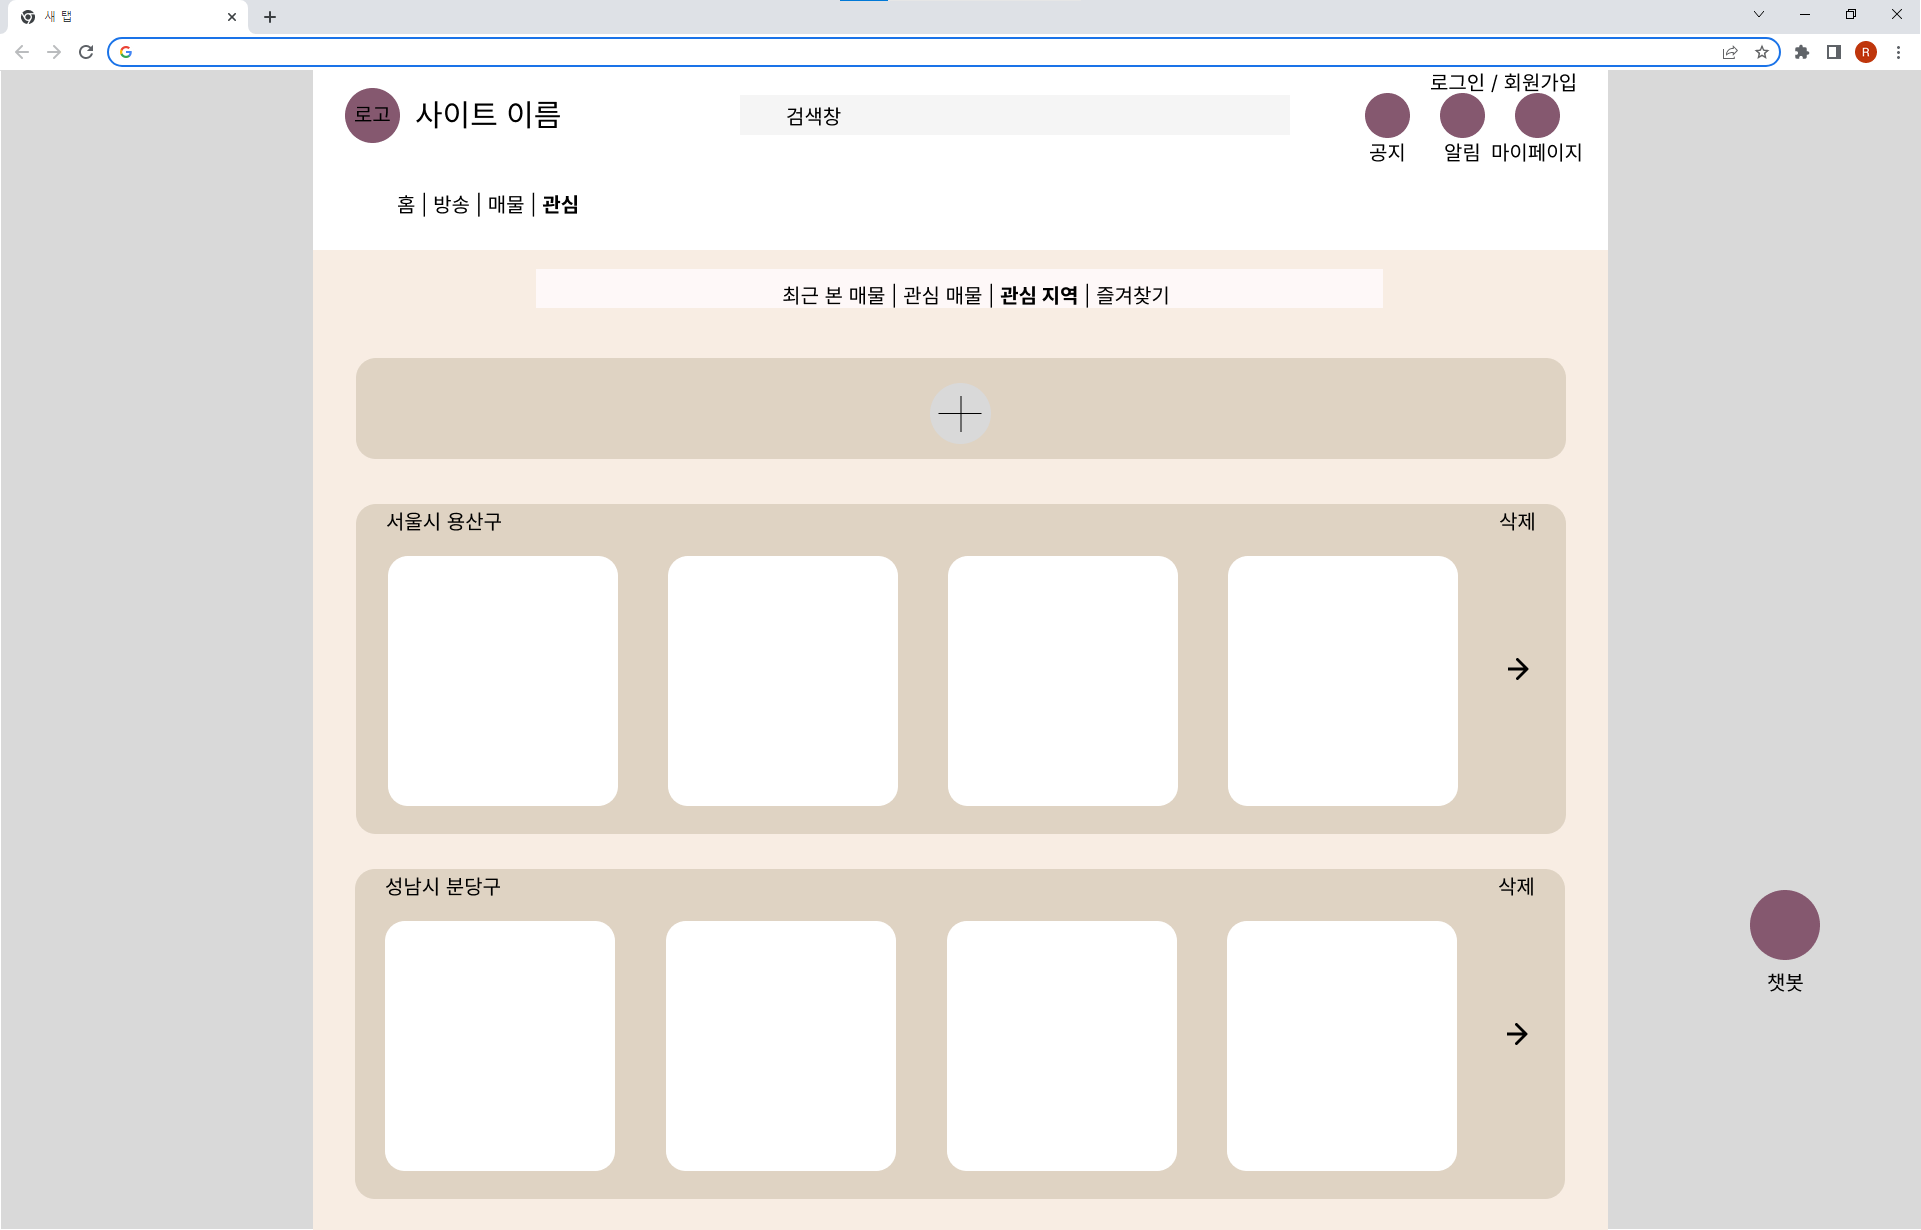 새 탭
R
로그인 / 회원가입
로고 사이트 이름
검색창
공지 알림 마이페이지
홈 | 방송 | 매물 | 관심
최근 본 매물 | 관심 매물 | 관심 지역 | 즐겨찾기
서울시 용산구 삭제
성남시 분당구 삭제
챗봇